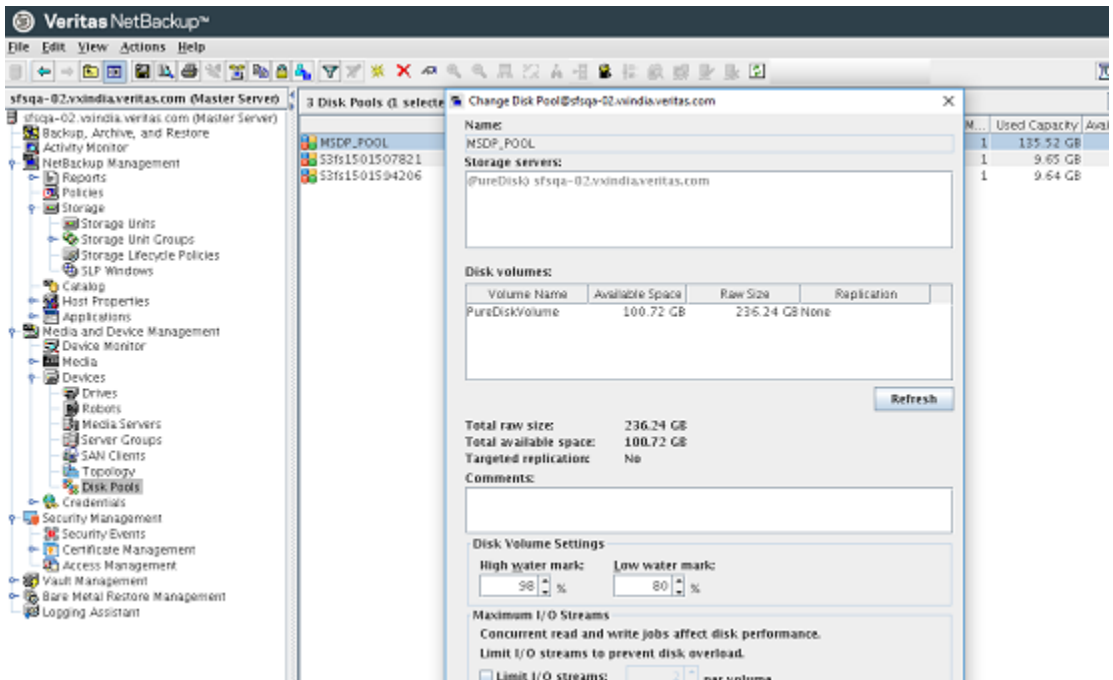 Veritas NetBackup™
File Edit View Actions Help
sfsqa-02.vxindia.veritas.com (Master Server)
sfsqa-02.vxindia.veritas.com (Master Server)
Backup, Archive, and Restore
Activity Monitor
NetBackup Management
Reports
Policies
Storage
Storage Units
Storage Unit Groups
Storage Lifecycle Policies
SLP Windows
Catalog
Host Properties
Applications
Media and Device Management
Device Monitor
Media
Devices
Drives
Robots
Media Servers
Server Groups
SAN Clients
Topology
Disk Pools
Credentials
Security Management
Security Events
Certificate Management
Access Management
Vault Management
Bare Metal Restore Management
Logging Assistant
3 Disk Pools (1 selecte
MSDP_POOL
S3fs1501507821
S3fs1501594206
M... Used Capacity Avai
1 135.52 GB
1 9.65 GB
1 9.64 GB
Change Disk Pool@sfsqa-02.vxindia.veritas.com
Name:
MSDP_POOL
Storage servers:
(PureDisk) sfsqa-02.vxindia.veritas.com
Disk volumes:
Volume Name Available Space Raw Size Replication
PureDiskVolume 100.72 GB 236.24 GB None
Refresh
Total raw size: 236.24 GB
Total available space: 100.72 GB
Targeted replication: No
Comments:
Disk Volume Settings
High water mark: Low water mark:
98 % 80 %
Maximum I/O Streams
Concurrent read and write jobs affect disk performance.
Limit I/O streams to prevent disk overload.
Limit I/O streams: 2 per volume